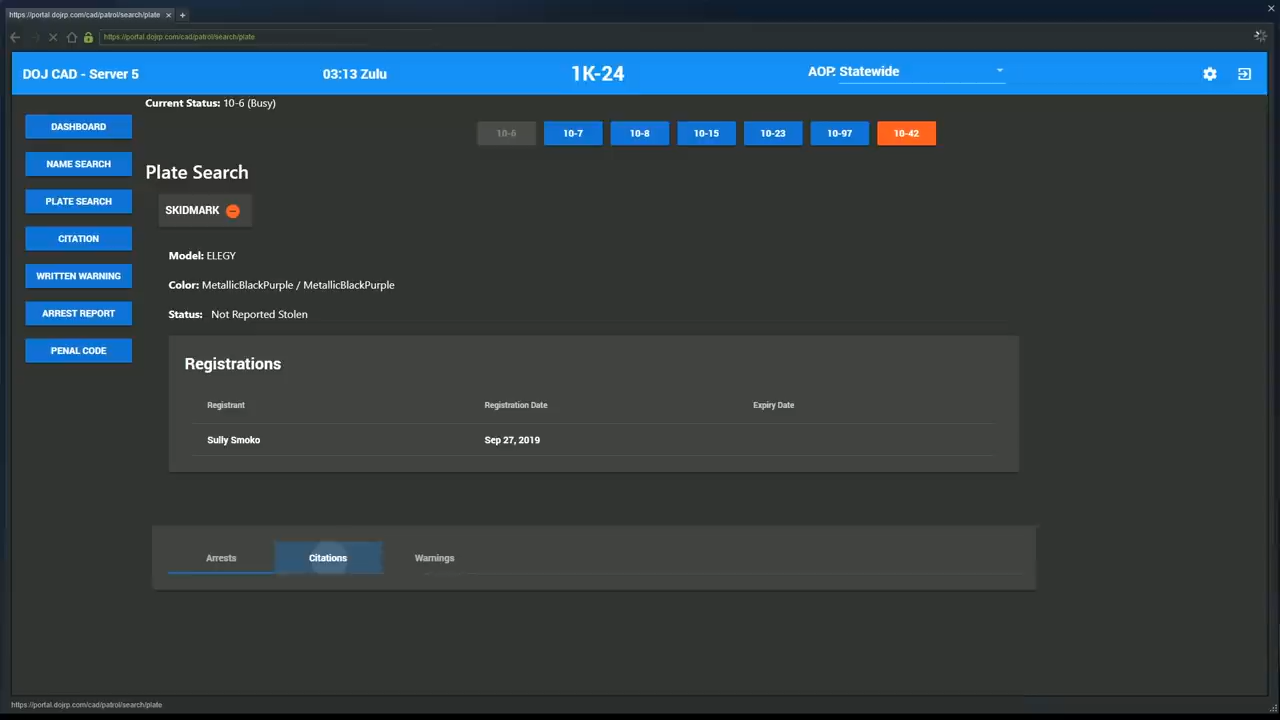 https://portal.dojrp.com/cad/patrol/search/plate
https://portal.dojrp.com/cad/patrol/search/plate
DOJ CAD - Server 5
03:13 Zulu
1K-24
AOP: Statewide
Current Status: 10-6 (Busy)
DASHBOARD
10-6
10-7
10-8
10-15
10-23
10-97
10-42
NAME SEARCH
Plate Search
PLATE SEARCH
SKIDMARK
CITATION
Model: ELEGY
WRITTEN WARNING
Color: MetallicBlackPurple / MetallicBlackPurple
ARREST REPORT
Status: Not Reported Stolen
PENAL CODE
Registrations
Registrant
Registration Date
Expiry Date
Sully Smoko
Sep 27, 2019
Arrests
Citations
Warnings
https://portal.dojrp.com/cad/patrol/search/plate